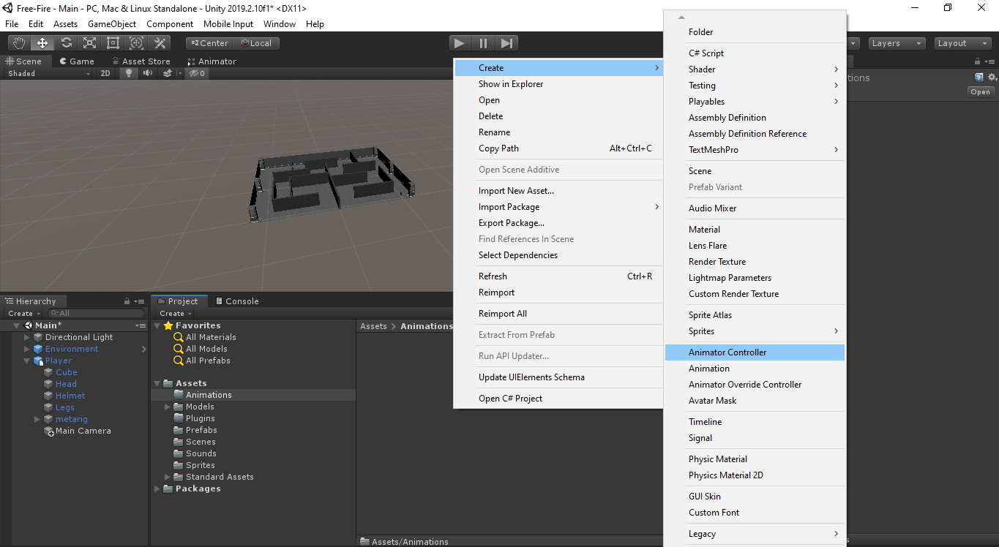 Free-Fire - Main - PC, Mac & Linux Standalone - Unity 2019.2.10f1* <DX11>
File Edit Assets GameObject Component Mobile Input Window Help
Center Local Layers Layout
Scene Game Asset Store Animator
Shaded 2D 0
tions
Open
Create
Show in Explorer
Open
Delete
Rename
Copy Path Alt+Ctrl+C
Open Scene Additive
Import New Asset...
Import Package
Export Package...
Find References In Scene
Select Dependencies
Refresh Ctrl+R
Reimport
Reimport All
Extract From Prefab
Run API Updater...
Update UIElements Schema
Open C# Project
Folder
C# Script
Shader
Testing
Playables
Assembly Definition
Assembly Definition Reference
TextMeshPro
Scene
Prefab Variant
Audio Mixer
Material
Lens Flare
Render Texture
Lightmap Parameters
Custom Render Texture
Sprite Atlas
Sprites
Animator Controller
Animation
Animator Override Controller
Avatar Mask
Timeline
Signal
Physic Material
Physics Material 2D
GUI Skin
Custom Font
Legacy
Hierarchy
Create All
Main*
Directional Light
Environment
Player
Cube
Head
Helmet
Legs
metarig
Main Camera
Project Console
Create
Favorites
All Materials
All Models
All Prefabs
Assets
Animations
Models
Plugins
Prefabs
Scenes
Sounds
Sprites
Standard Assets
Packages
Assets > Animations
Assets/Animations